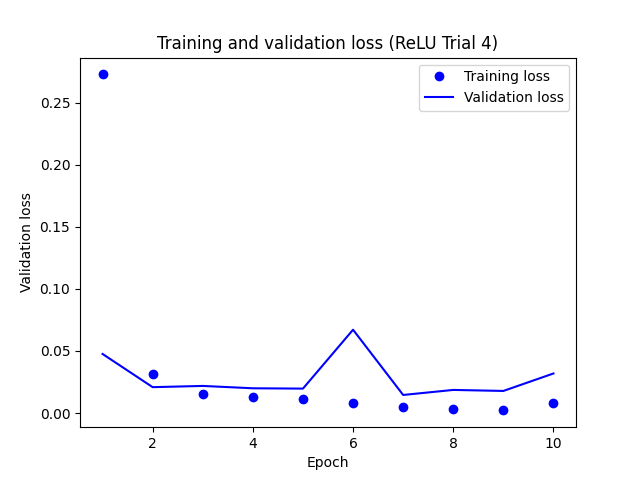 Training and validation loss (ReLU Trial 4)
Training loss
Validation loss
Validation loss
0.25
0.20
0.15
0.10
0.05
0.00
2 4 6 8 10
Epoch